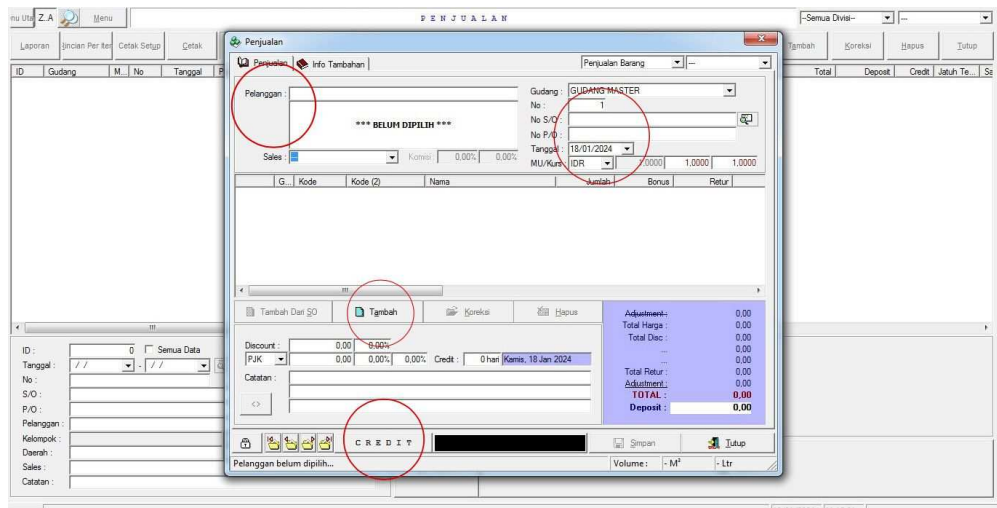 Z.A Menu P E N J U A L A N --Semua Divisi-- ---
Laporan Cetak Setup Cetak Tambah Koreksi Hapus Tutup
ID Gudang M... No Tanggal Total Deposit Credit Jatuh Te...
Penjualan
Penjualan Info Tambahan Penjualan Barang ---
Pelanggan :
*** BELUM DIPILIH ***
Sales : --- Komisi 0,00% 0,00%
Gudang : GUDANG MASTER
No : 1
No S/O :
No P/O :
Tanggal : 18/01/2024
MU/Kurs : IDR 1,0000 1,0000 1,0000
G... Kode Kode (2) Nama Jumlah Bonus Retur
Tambah Dari SO Tambah Koreksi Hapus
Discount : 0,00 0,00%
PJK 0,00 0,00% 0,00% Credit : 0 hari Kamis, 18 Jan 2024
Catatan :
<>
Adjustment : 0,00
Total Harga : 0,00
Total Disc : 0,00
... 0,00
... 0,00
Total Retur : 0,00
Adjustment : 0,00
TOTAL : 0,00
Deposit : 0,00
C R E D I T Simpan Tutup
Pelanggan belum dipilih... Volume : - M³ - Ltr
ID : 0 Semua Data
Tanggal : / / - / /
No :
S/O :
P/O :
Pelanggan :
Kelompok :
Daerah :
Sales :
Catatan :